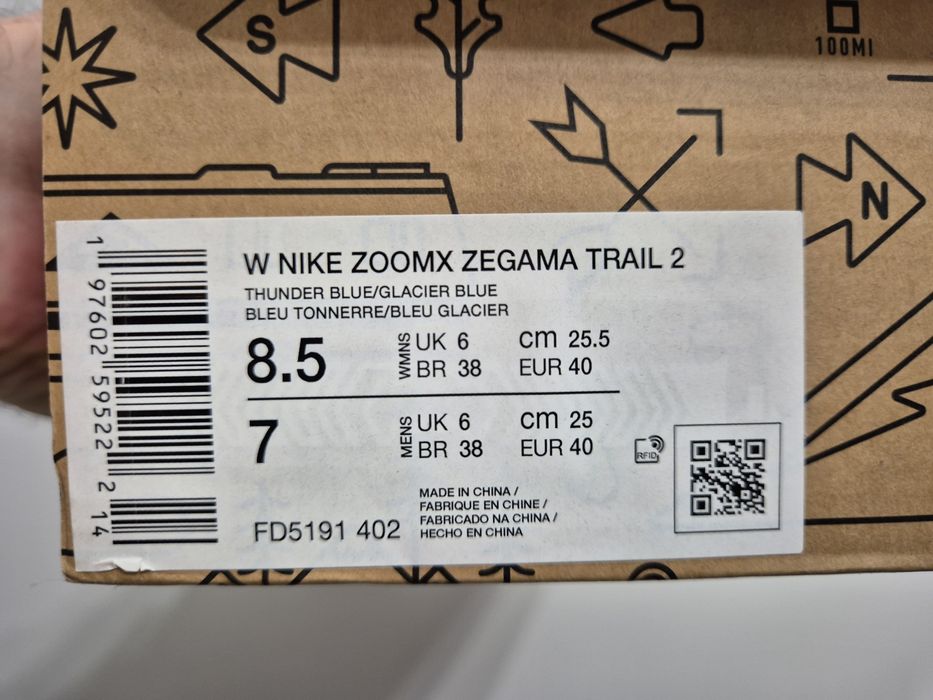 S
100MI
N
W NIKE ZOOMX ZEGAMA TRAIL 2
THUNDER BLUE/GLACIER BLUE
BLEU TONNERRE/BLEU GLACIER
8.5
WMNS
UK 6 CM 25.5
BR 38 EUR 40
7
MENS
UK 6 CM 25
BR 38 EUR 40
RFID
MADE IN CHINA /
FABRIQUE EN CHINE /
FABRICADO NA CHINA /
HECHO EN CHINA
FD5191 402
1 97602 59522 2 14